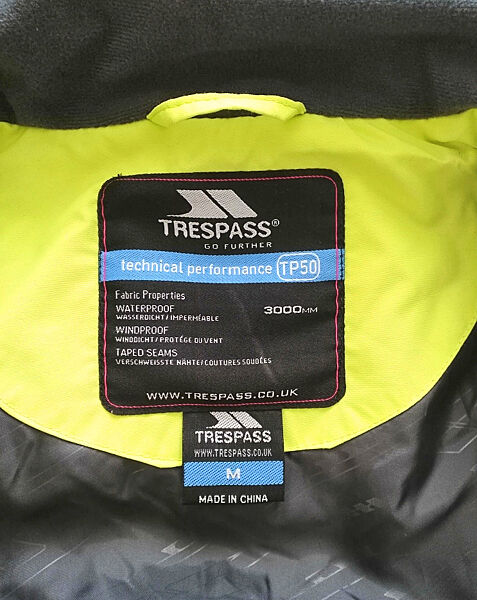 TRESPASS®
GO FURTHER
technical performance TP50
Fabric Properties
WATERPROOF 3000MM
WASSERDICHT/IMPERMÉABLE
WINDPROOF
WINDDICHT/PROTÉGE DU VENT
TAPED SEAMS
VERSCHWEISSTE NÄHTE/COUTURES SOUDÉES
WWW.TRESPASS.CO.UK
TRESPASS
WWW.TRESPASS.CO.UK
M
MADE IN CHINA